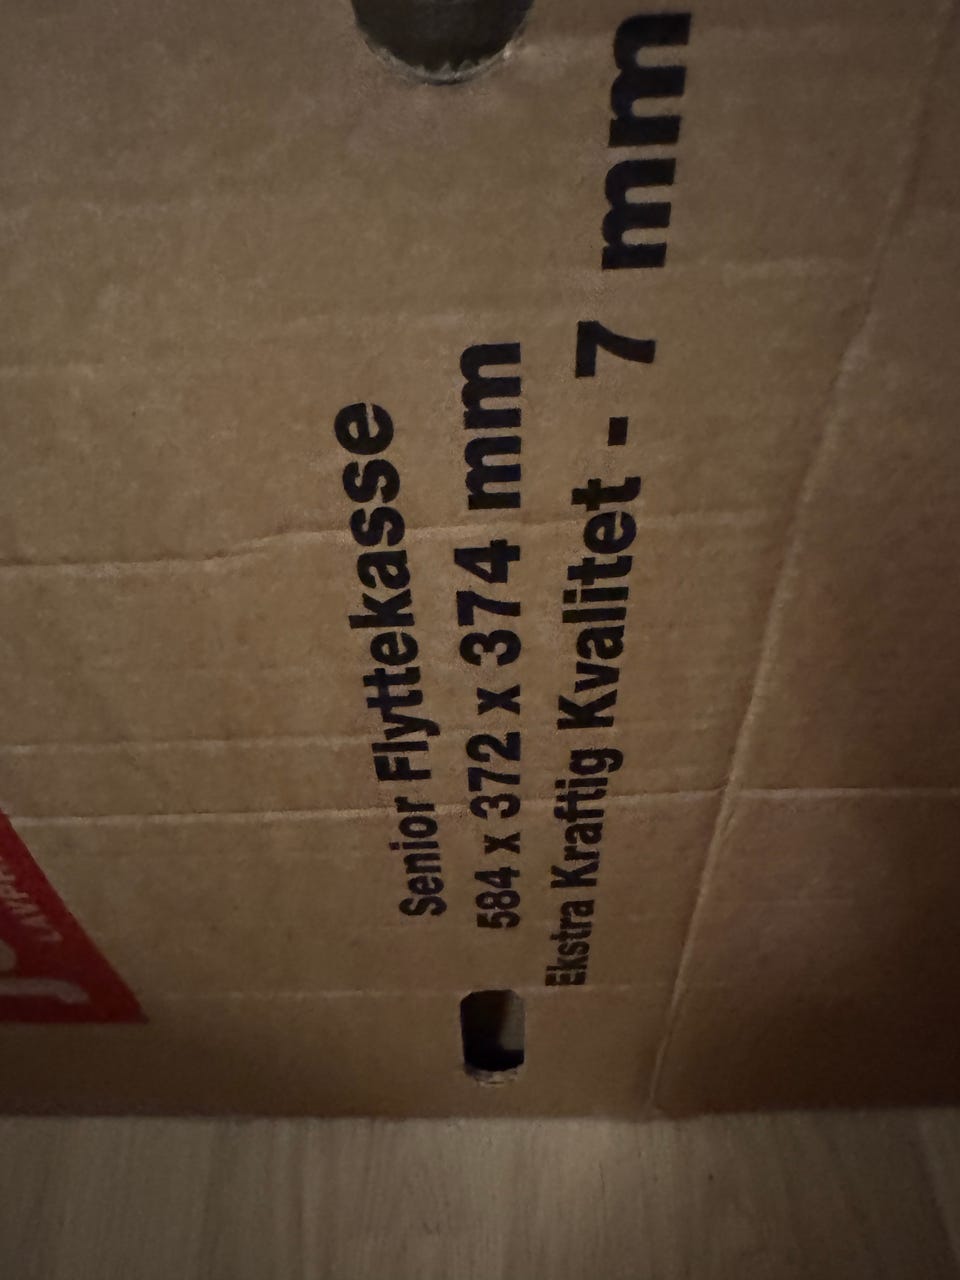 Senior Flyttekasse
584 x 372 x 374 mm
Ekstra Kraftig Kvalitet - 7 mm